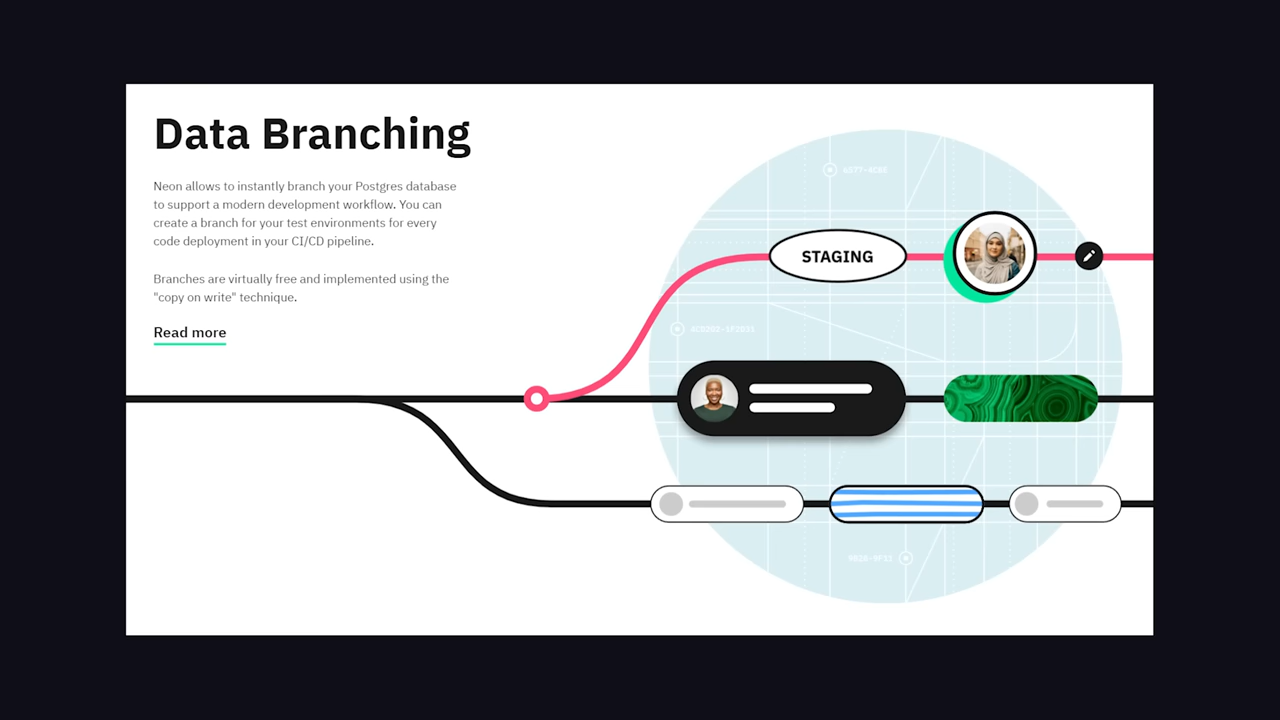 Data Branching
Neon allows to instantly branch your Postgres database
to support a modern development workflow. You can
create a branch for your test environments for every
code deployment in your CI/CD pipeline.
Branches are virtually free and implemented using the
"copy on write" technique.
Read more
STAGING